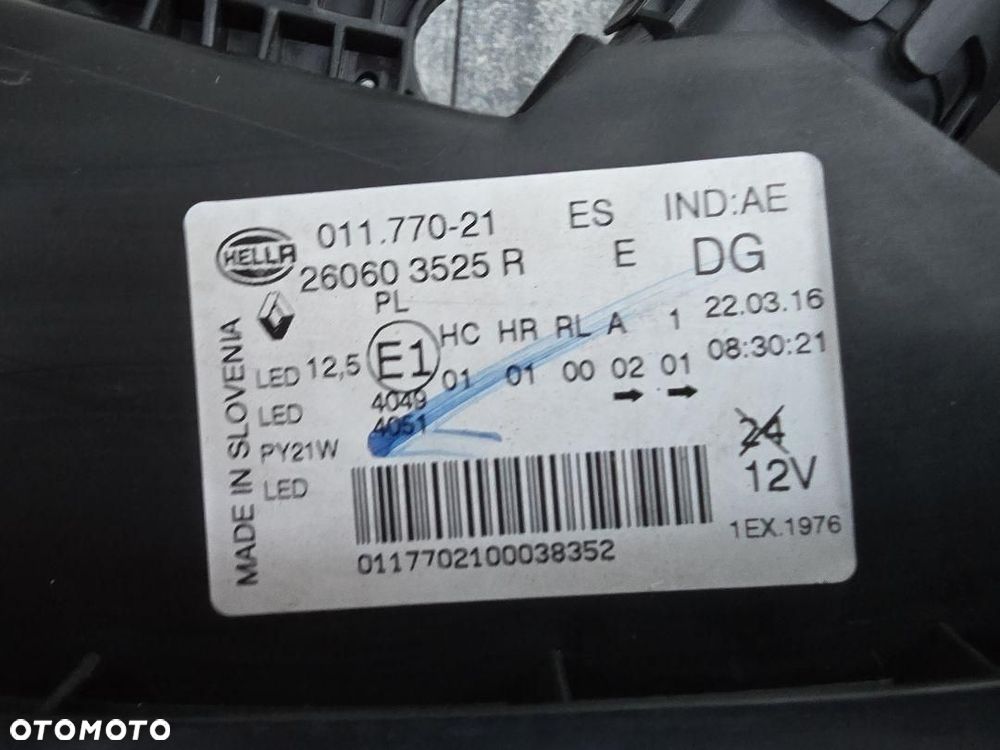 HELLA
011.770-21 ES IND:AE
26060 3525 R E DG
PL
HC HR RL A 1 22.03.16
LED 12,5 E1 01 01 00 02 01 08:30:21
LED 4049
4051
PY21W
LED
24
12V
1EX.1976
0117702100038352
MADE IN SLOVENIA
OTOMOTO